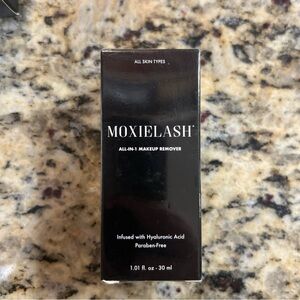 ALL SKIN TYPES
MOXIELASH
ALL-IN-1 MAKEUP REMOVER
Infused with Hyaluronic Acid
Paraben-Free
1.01 fl. oz - 30 ml